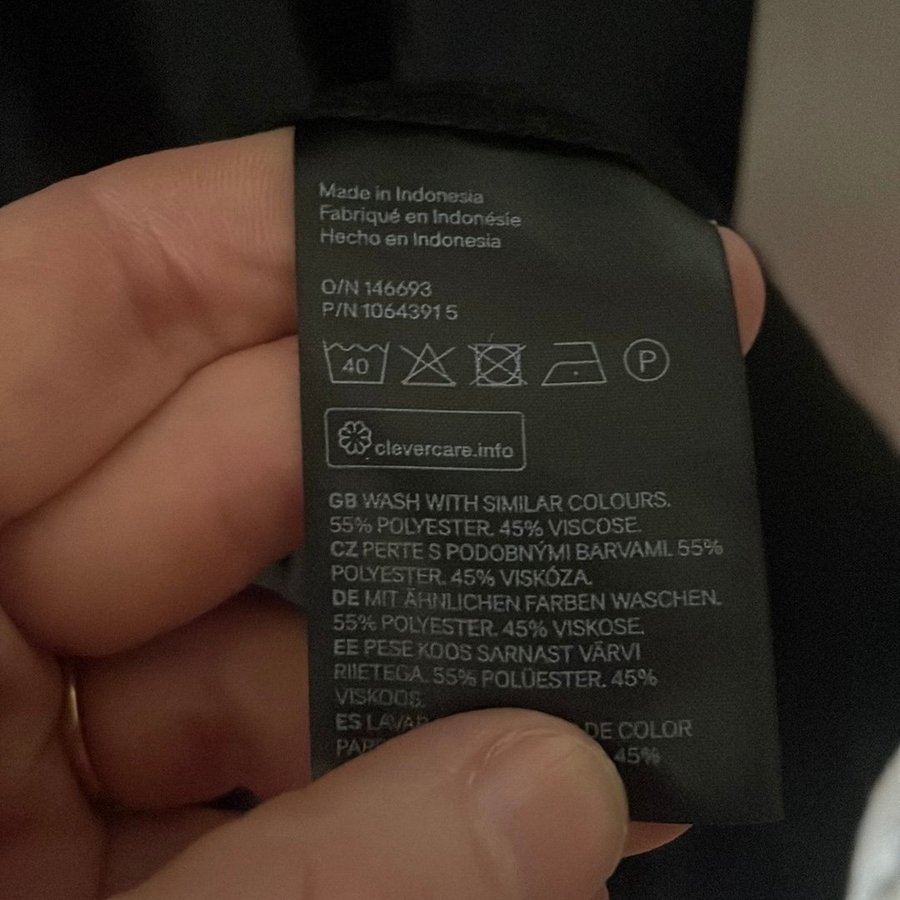 Made in Indonesia
Fabriqué en Indonésie
Hecho en Indonesia
O/N 146693
P/N 10643915
40 P
clevercare.info
GB WASH WITH SIMILAR COLOURS.
55% POLYESTER. 45% VISCOSE.
CZ PERTE S PODOBNÝMI BARVAMI. 55%
POLYESTER. 45% VISKÓZA.
DE MIT ÄHNLICHEN FARBEN WASCHEN.
55% POLYESTER. 45% VISKOSE.
EE PESE KOOS SARNAST VÄRVI
RIIETEGA. 55% POLÜESTER. 45%
VISKOOS.
ES DE COLOR
45%